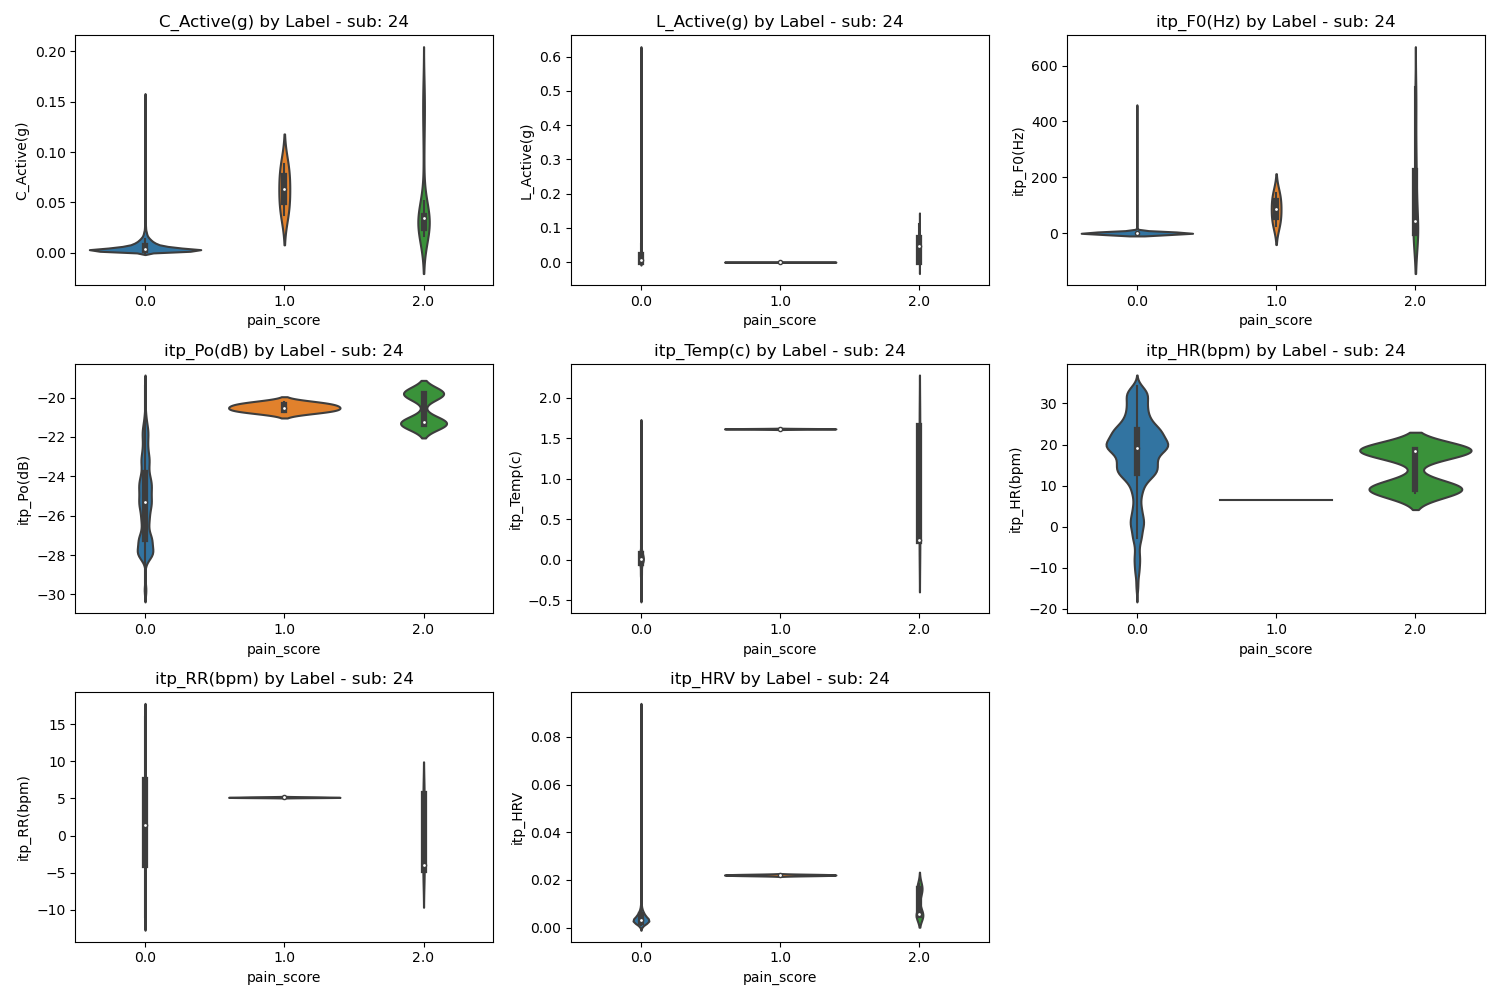 C_Active(g) by Label - sub: 24
L_Active(g) by Label - sub: 24
itp_F0(Hz) by Label - sub: 24
C_Active(g)
0.20
0.15
0.10
0.05
0.00
0.0 1.0 2.0
pain_score
L_Active(g)
0.6
0.5
0.4
0.3
0.2
0.1
0.0
0.0 1.0 2.0
pain_score
itp_F0(Hz)
600
400
200
0
0.0 1.0 2.0
pain_score
itp_Po(dB) by Label - sub: 24
itp_Temp(c) by Label - sub: 24
itp_HR(bpm) by Label - sub: 24
itp_Po(dB)
−20
−22
−24
−26
−28
−30
0.0 1.0 2.0
pain_score
itp_Temp(c)
2.0
1.5
1.0
0.5
0.0
−0.5
0.0 1.0 2.0
pain_score
itp_HR(bpm)
30
20
10
0
−10
−20
0.0 1.0 2.0
pain_score
itp_RR(bpm) by Label - sub: 24
itp_HRV by Label - sub: 24
itp_RR(bpm)
15
10
5
0
−5
−10
0.0 1.0 2.0
pain_score
itp_HRV
0.08
0.06
0.04
0.02
0.00
0.0 1.0 2.0
pain_score